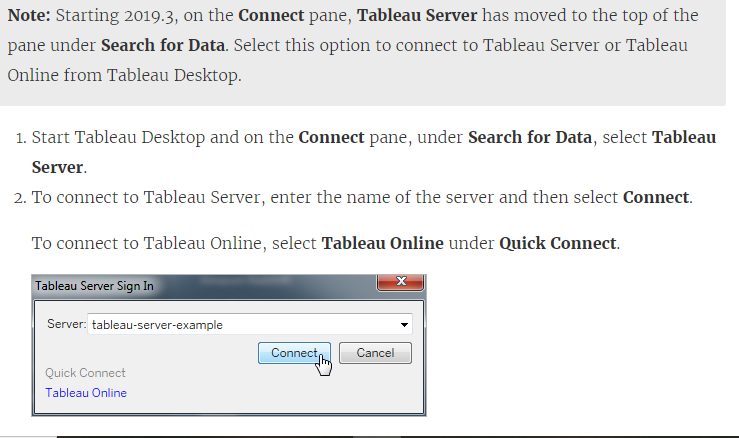 Note: Starting 2019.3, on the Connect pane, Tableau Server has moved to the top of the
pane under Search for Data. Select this option to connect to Tableau Server or Tableau
Online from Tableau Desktop.
1. Start Tableau Desktop and on the Connect pane, under Search for Data, select Tableau
Server.
2. To connect to Tableau Server, enter the name of the server and then select Connect.
To connect to Tableau Online, select Tableau Online under Quick Connect.
Tableau Server Sign In
Server: tableau-server-example
Connect Cancel
Quick Connect
Tableau Online